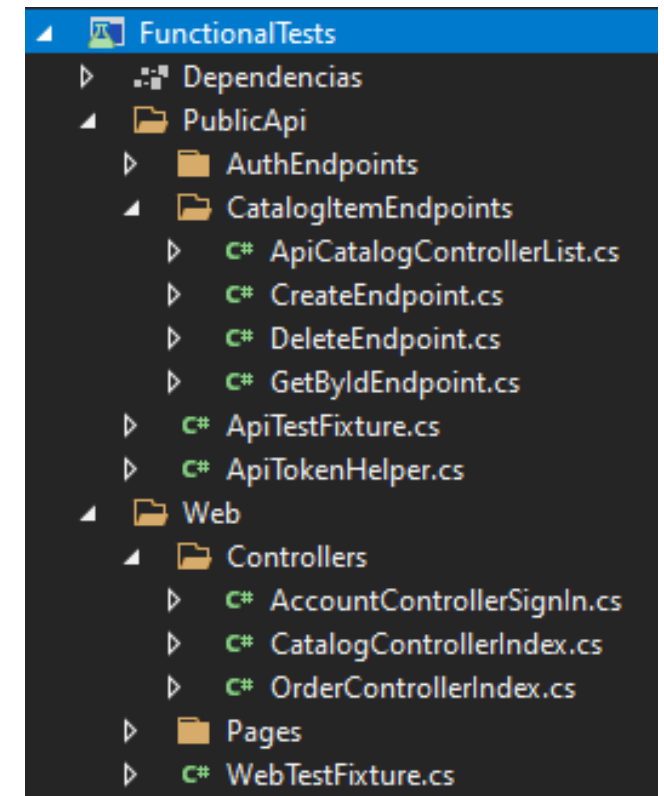 FunctionalTests
Dependencias
PublicApi
AuthEndpoints
CatalogItemEndpoints
C# ApiCatalogControllerList.cs
C# CreateEndpoint.cs
C# DeleteEndpoint.cs
C# GetByIdEndpoint.cs
C# ApiTestFixture.cs
C# ApiTokenHelper.cs
Web
Controllers
C# AccountControllerSignIn.cs
C# CatalogControllerIndex.cs
C# OrderControllerIndex.cs
Pages
C# WebTestFixture.cs